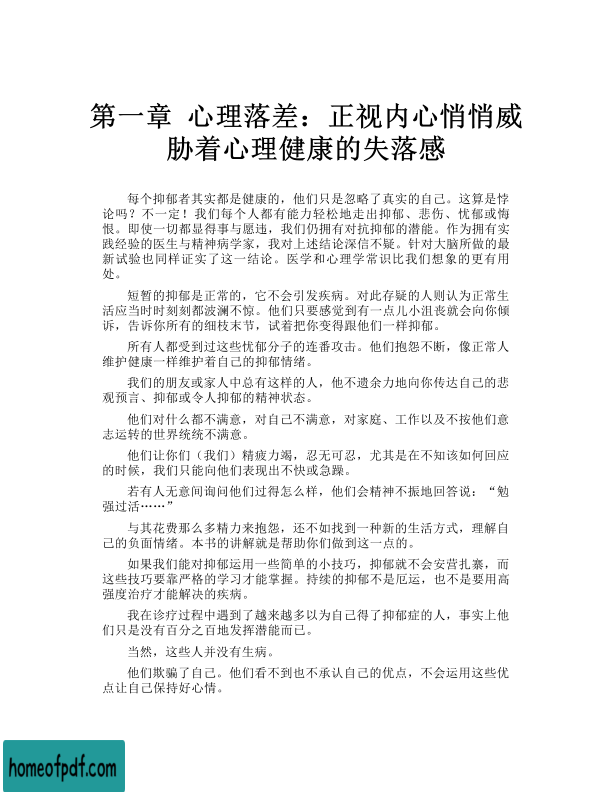 第一章 心理落差：正视内心悄悄威
胁着心理健康的失落感
每个抑郁者其实都是健康的，他们只是忽略了真实的自己。这算是悖
论吗？不一定！我们每个人都有能力轻松地走出抑郁、悲伤、忧郁或悔
恨。即使一切都显得事与愿违，我们仍拥有对抗抑郁的潜能。作为拥有实
践经验的医生与精神病学家，我对上述结论深信不疑。针对大脑所做的最
新试验也同样证实了这一结论。医学和心理学常识比我们想象的更有用
处。
短暂的抑郁是正常的，它不会引发疾病。对此存疑的人则认为正常生
活应当时时刻刻都波澜不惊。他们只要感觉到有一点儿小沮丧就会向你倾
诉，告诉你所有的细枝末节，试着把你变得跟他们一样抑郁。
所有人都受到过这些忧郁分子的连番攻击。他们抱怨不断，像正常人
维护健康一样维护着自己的抑郁情绪。
我们的朋友或家人中总有这样的人，他不遗余力地向你传达自己的悲
观预言、抑郁或令人抑郁的精神状态。
他们对什么都不满意，对自己不满意，对家庭、工作以及不按他们意
志运转的世界统统不满意。
他们让你们（我们）精疲力竭，忍无可忍，尤其是在不知该如何回应
的时候，我们只能向他们表现出不快或急躁。
若有人无意间询问他们过得怎么样，他们会精神不振地回答说：“勉
强过活……”
与其花费那么多精力来抱怨，还不如找到一种新的生活方式，理解自
己的负面情绪。本书的讲解就是帮助你们做到这一点的。
如果我们能对抑郁运用一些简单的小技巧，抑郁就不会安营扎寨，而
这些技巧要靠严格的学习才能掌握。持续的抑郁不是厄运，也不是要用高
强度治疗才能解决的疾病。
我在诊疗过程中遇到了越来越多以为自己得了抑郁症的人，事实上他
们只是没有百分之百地发挥潜能而已。
当然，这些人并没有生病。
他们欺骗了自己。他们看不到也不承认自己的优点，不会运用这些优
点让自己保持好心情。
homeofpdf.com